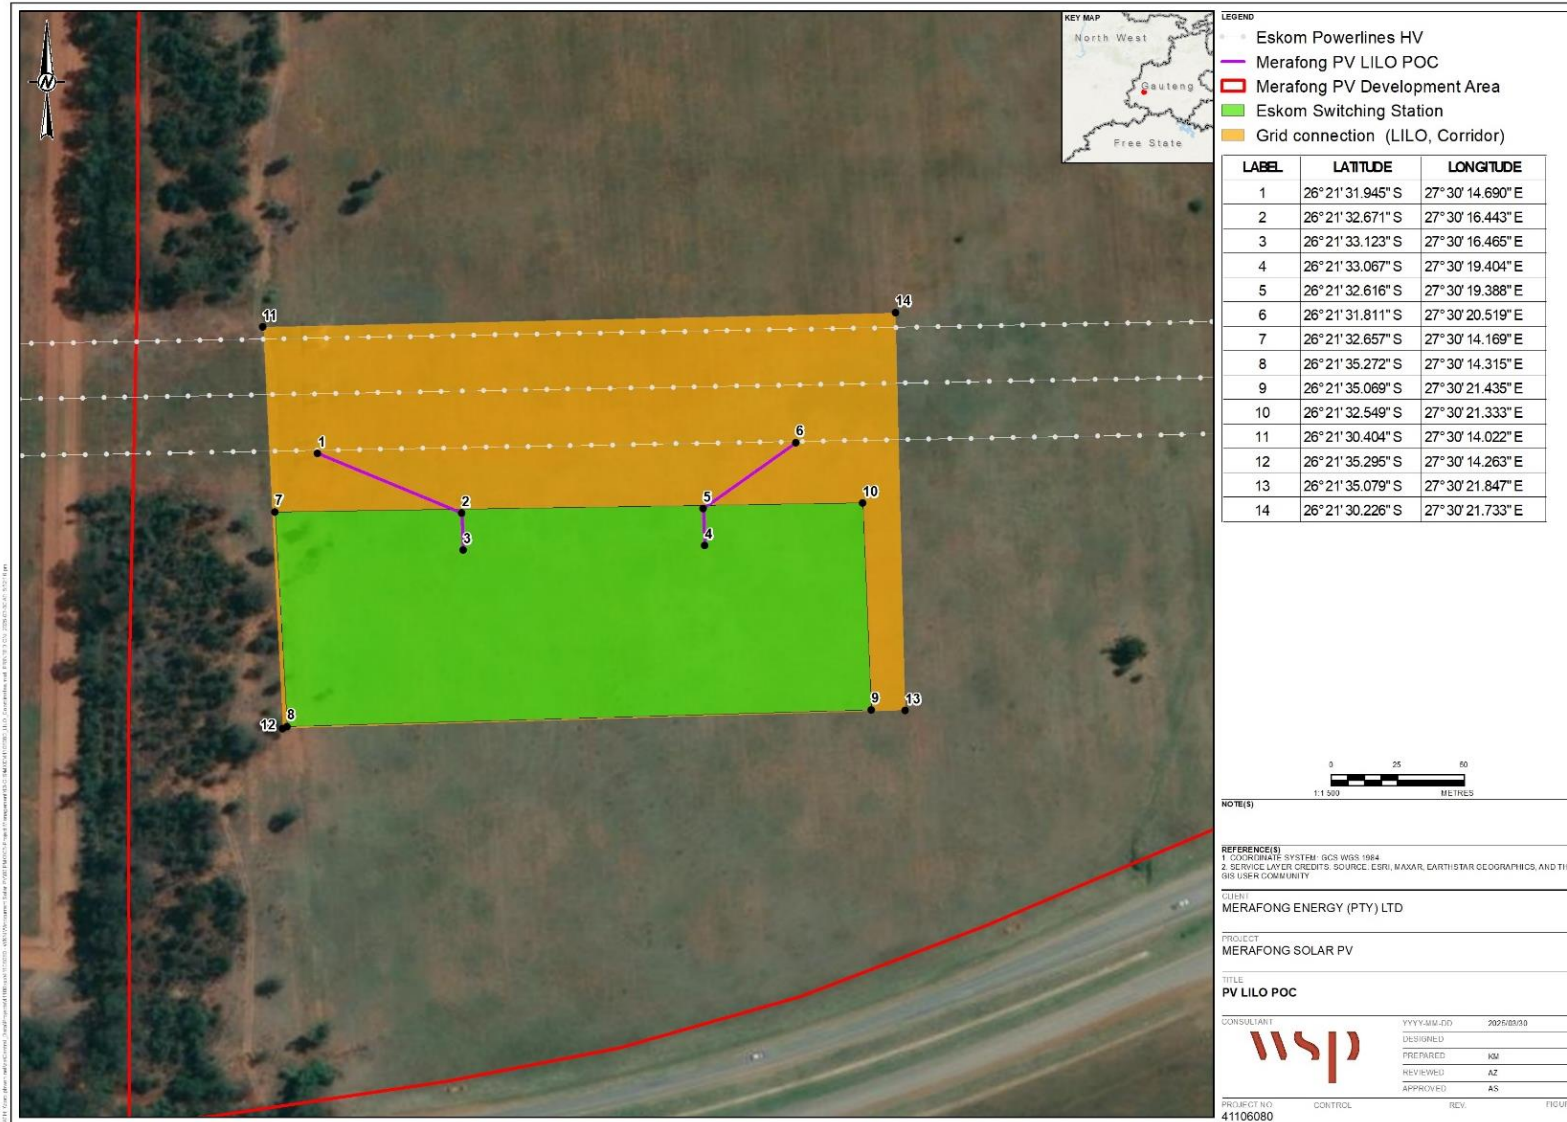 KEY MAP
North West
Gauteng
Free State
N
11
14
1
6
7
2
5
10
3
4
12
8
9
13
LEGEND
Eskom Powerlines HV
Merafong PV LILO POC
Merafong PV Development Area
Eskom Switching Station
Grid connection (LILO, Corridor)
LABEL LATITUDE LONGITUDE
1 26° 21' 31.945" S 27° 30' 14.690" E
2 26° 21' 32.671" S 27° 30' 16.443" E
3 26° 21' 33.123" S 27° 30' 16.465" E
4 26° 21' 33.067" S 27° 30' 19.404" E
5 26° 21' 32.616" S 27° 30' 19.388" E
6 26° 21' 31.811" S 27° 30' 20.519" E
7 26° 21' 32.657" S 27° 30' 14.169" E
8 26° 21' 35.272" S 27° 30' 14.315" E
9 26° 21' 35.069" S 27° 30' 21.435" E
10 26° 21' 32.549" S 27° 30' 21.333" E
11 26° 21' 30.404" S 27° 30' 14.022" E
12 26° 21' 35.295" S 27° 30' 14.263" E
13 26° 21' 35.079" S 27° 30' 21.847" E
14 26° 21' 30.226" S 27° 30' 21.733" E
0 25 50
1:1 500 METRES
NOTE(S)
REFERENCE(S)
1. COORDINATE SYSTEM: GCS WGS 1984
2. SERVICE LAYER CREDITS: SOURCE: ESRI, MAXAR, EARTHSTAR GEOGRAPHICS, AND TH
GIS USER COMMUNITY
CLIENT
MERAFONG ENERGY (PTY) LTD
PROJECT
MERAFONG SOLAR PV
TITLE
PV LILO POC
CONSULTANT
wsp
YYYY-MM-DD 2025/03/30
DESIGNED
PREPARED KM
REVIEWED AZ
APPROVED AS
PROJECT NO. CONTROL REV. FIGU
41106080